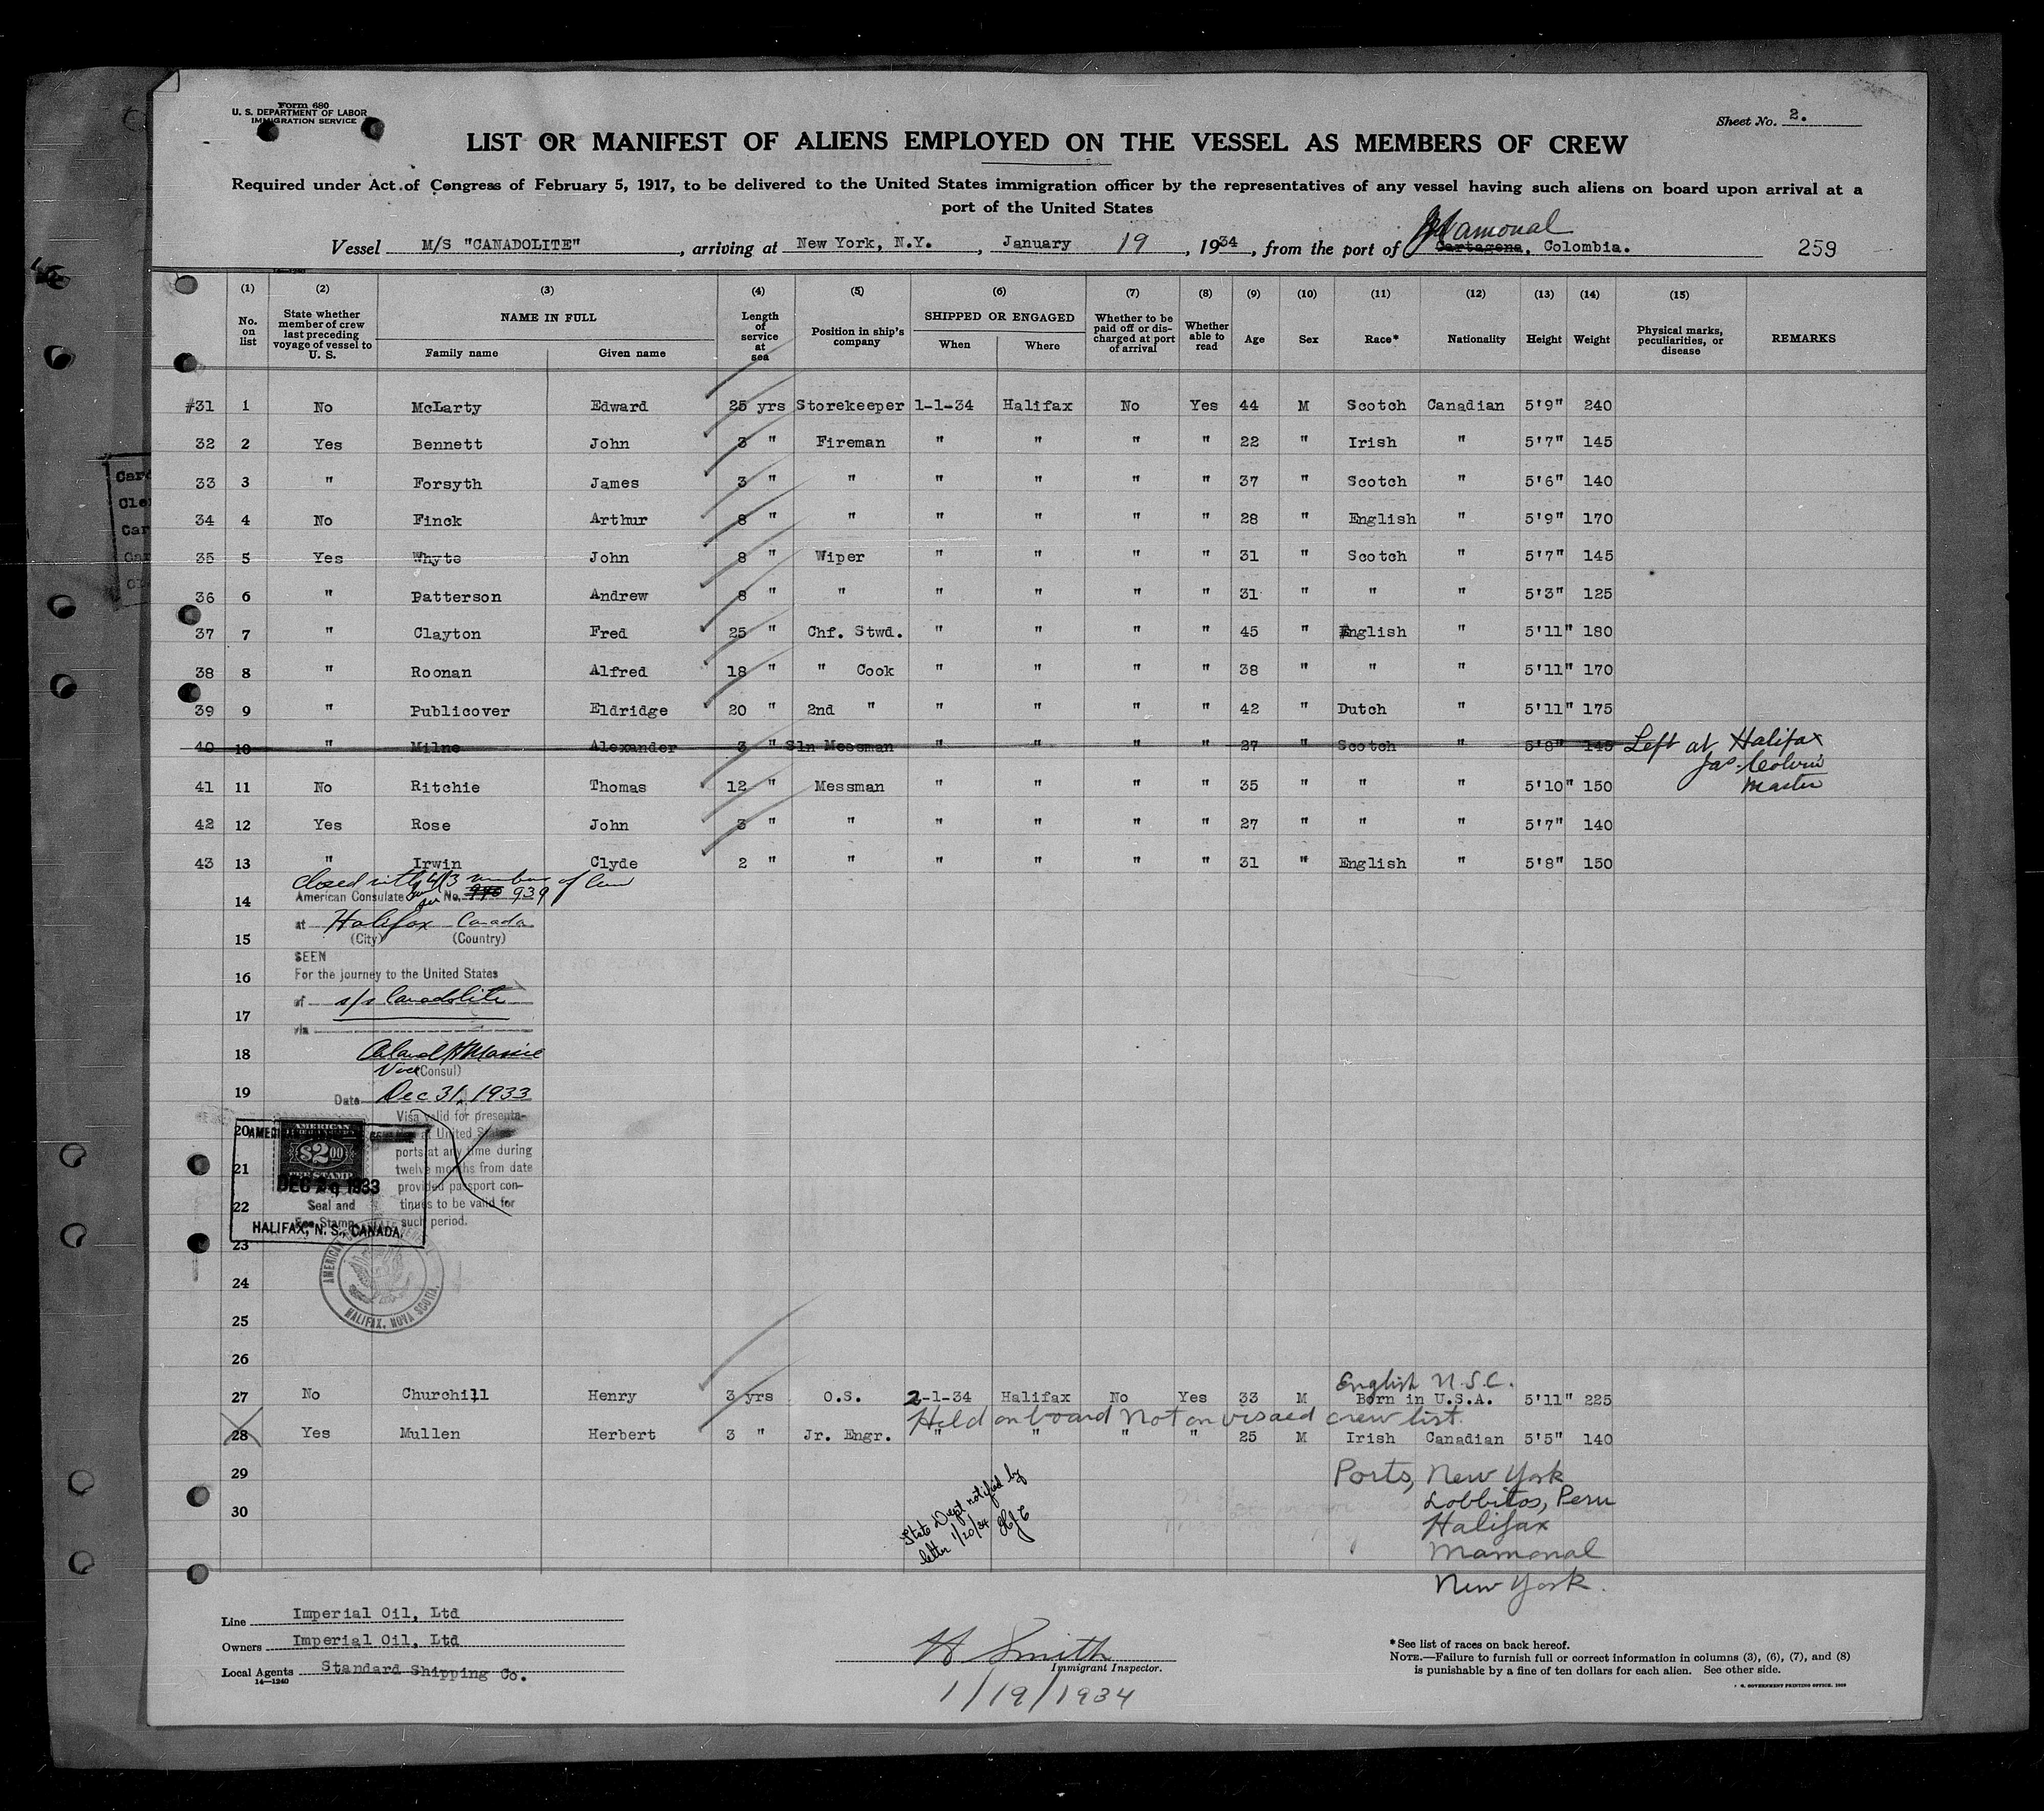 Form 680
U. S. DEPARTMENT OF LABOR
IMMIGRATION SERVICE
Sheet No. 2.
LIST OR MANIFEST OF ALIENS EMPLOYED ON THE VESSEL AS MEMBERS OF CREW
Required under Act of Congress of February 5, 1917, to be delivered to the United States immigration officer by the representatives of any vessel having such aliens on board upon arrival at a
port of the United States
Mamonal
Vessel M/S "CANADOLITE", arriving at New York, N.Y., January 19, 1934, from the port of Cartagena, Colombia. 259
(1) (2) (3) (4) (5) (6) (7) (8) (9) (10) (11) (12) (13) (14) (15)
No. on list State whether member of crew last preceding voyage of vessel to U. S. NAME IN FULL Family name Given name Length of service at sea Position in ship's company SHIPPED OR ENGAGED When Where Whether to be paid off or discharged at port of arrival Whether able to read Age Sex Race* Nationality Height Weight Physical marks, peculiarities, or disease REMARKS
#31 1 No McLarty Edward 25 yrs Storekeeper 1-1-34 Halifax No Yes 44 M Scotch Canadian 5'9" 240
32 2 Yes Bennett John 3 " Fireman " " " " 22 " Irish " 5'7" 145
33 3 " Forsyth James 3 " " " " " " 37 " Scotch " 5'6" 140
34 4 No Finck Arthur 8 " " " " " " 28 " English " 5'9" 170
35 5 Yes Whyte John 8 " Wiper " " " " 31 " Scotch " 5'7" 145
36 6 " Patterson Andrew 8 " " " " " " 31 " " " 5'3" 125
37 7 " Clayton Fred 25 " Chf. Stwd. " " " " 45 " English " 5'11" 180
38 8 " Roonan Alfred 18 " " Cook " " " " 38 " " " 5'11" 170
39 9 " Publicover Eldridge 20 " 2nd " " " " " 42 " Dutch " 5'11" 175
40 10 " Milne Alexander 3 " Sln Messman " " " " 27 " Scotch " 5'8" 145 Left at Halifax
Jas. Colvin
Master
41 11 No Ritchie Thomas 12 " Messman " " " " 35 " " " 5'10" 150
42 12 Yes Rose John 3 " " " " " " 27 " " " 5'7" 140
43 13 " Irwin Clyde 2 " " " " " " 31 " English " 5'8" 150
Closed with 43 members of Crew
14 American Consulate No. 939
at Halifax Canada
15 (City) (Country)
SEEN
16 For the journey to the United States
of s/s Canadolite
17
via
18
Vice (Consul)
19 Date Dec 31, 1933
Visa valid for presenta-
20 at United States
ports at any time during
21 twelve months from date
provided passport con-
22 tinues to be valid for
such period.
AMERICAN
$2.00
FEE STAMP
DEC 29 1933
Seal and
Fee Stamp
HALIFAX, N. S., CANADA.
23
24
HALIFAX, NOVA SCOTIA.
25
26
English U.S.C.
27 No Churchill Henry 3 yrs O.S. 2-1-34 Halifax No Yes 33 M Born in U.S.A. 5'11" 225
Held on board not on visaed crew list.
28 Yes Mullen Herbert 3 " Jr. Engr. " " " " 25 M Irish Canadian 5'5" 140
29 Ports, New York
Lobbitos, Peru
30 Halifax
Mamonal
New York.
State Dept notified by
letter 1/20/34
Line Imperial Oil, Ltd
Owners Imperial Oil, Ltd
Local Agents Standard Shipping Co.
14—1240
H Smith
Immigrant Inspector.
1/19/1934
*See list of races on back hereof.
NOTE.—Failure to furnish full or correct information in columns (3), (6), (7), and (8)
is punishable by a fine of ten dollars for each alien. See other side.